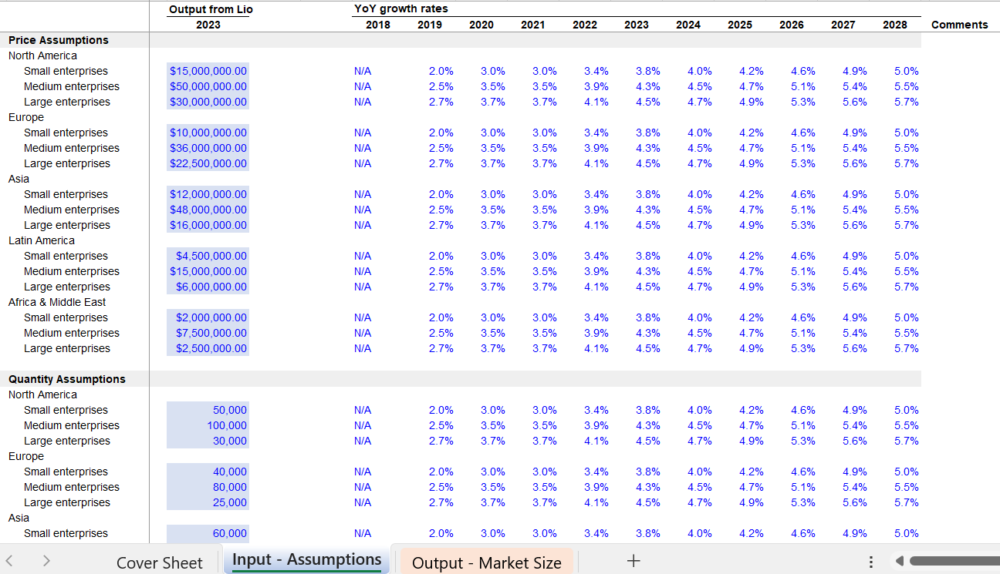 Output from Lio YoY growth rates
2023 2018 2019 2020 2021 2022 2023 2024 2025 2026 2027 2028 Comments
Price Assumptions
North America
Small enterprises $15,000,000.00 N/A 2.0% 3.0% 3.0% 3.4% 3.8% 4.0% 4.2% 4.6% 4.9% 5.0%
Medium enterprises $50,000,000.00 N/A 2.5% 3.5% 3.5% 3.9% 4.3% 4.5% 4.7% 5.1% 5.4% 5.5%
Large enterprises $30,000,000.00 N/A 2.7% 3.7% 3.7% 4.1% 4.5% 4.7% 4.9% 5.3% 5.6% 5.7%
Europe
Small enterprises $10,000,000.00 N/A 2.0% 3.0% 3.0% 3.4% 3.8% 4.0% 4.2% 4.6% 4.9% 5.0%
Medium enterprises $36,000,000.00 N/A 2.5% 3.5% 3.5% 3.9% 4.3% 4.5% 4.7% 5.1% 5.4% 5.5%
Large enterprises $22,500,000.00 N/A 2.7% 3.7% 3.7% 4.1% 4.5% 4.7% 4.9% 5.3% 5.6% 5.7%
Asia
Small enterprises $12,000,000.00 N/A 2.0% 3.0% 3.0% 3.4% 3.8% 4.0% 4.2% 4.6% 4.9% 5.0%
Medium enterprises $48,000,000.00 N/A 2.5% 3.5% 3.5% 3.9% 4.3% 4.5% 4.7% 5.1% 5.4% 5.5%
Large enterprises $16,000,000.00 N/A 2.7% 3.7% 3.7% 4.1% 4.5% 4.7% 4.9% 5.3% 5.6% 5.7%
Latin America
Small enterprises $4,500,000.00 N/A 2.0% 3.0% 3.0% 3.4% 3.8% 4.0% 4.2% 4.6% 4.9% 5.0%
Medium enterprises $15,000,000.00 N/A 2.5% 3.5% 3.5% 3.9% 4.3% 4.5% 4.7% 5.1% 5.4% 5.5%
Large enterprises $6,000,000.00 N/A 2.7% 3.7% 3.7% 4.1% 4.5% 4.7% 4.9% 5.3% 5.6% 5.7%
Africa & Middle East
Small enterprises $2,000,000.00 N/A 2.0% 3.0% 3.0% 3.4% 3.8% 4.0% 4.2% 4.6% 4.9% 5.0%
Medium enterprises $7,500,000.00 N/A 2.5% 3.5% 3.5% 3.9% 4.3% 4.5% 4.7% 5.1% 5.4% 5.5%
Large enterprises $2,500,000.00 N/A 2.7% 3.7% 3.7% 4.1% 4.5% 4.7% 4.9% 5.3% 5.6% 5.7%
Quantity Assumptions
North America
Small enterprises 50,000 N/A 2.0% 3.0% 3.0% 3.4% 3.8% 4.0% 4.2% 4.6% 4.9% 5.0%
Medium enterprises 100,000 N/A 2.5% 3.5% 3.5% 3.9% 4.3% 4.5% 4.7% 5.1% 5.4% 5.5%
Large enterprises 30,000 N/A 2.7% 3.7% 3.7% 4.1% 4.5% 4.7% 4.9% 5.3% 5.6% 5.7%
Europe
Small enterprises 40,000 N/A 2.0% 3.0% 3.0% 3.4% 3.8% 4.0% 4.2% 4.6% 4.9% 5.0%
Medium enterprises 80,000 N/A 2.5% 3.5% 3.5% 3.9% 4.3% 4.5% 4.7% 5.1% 5.4% 5.5%
Large enterprises 25,000 N/A 2.7% 3.7% 3.7% 4.1% 4.5% 4.7% 4.9% 5.3% 5.6% 5.7%
Asia
Small enterprises 60,000 N/A 2.0% 3.0% 3.0% 3.4% 3.8% 4.0% 4.2% 4.6% 4.9% 5.0%
Cover Sheet Input - Assumptions Output - Market Size